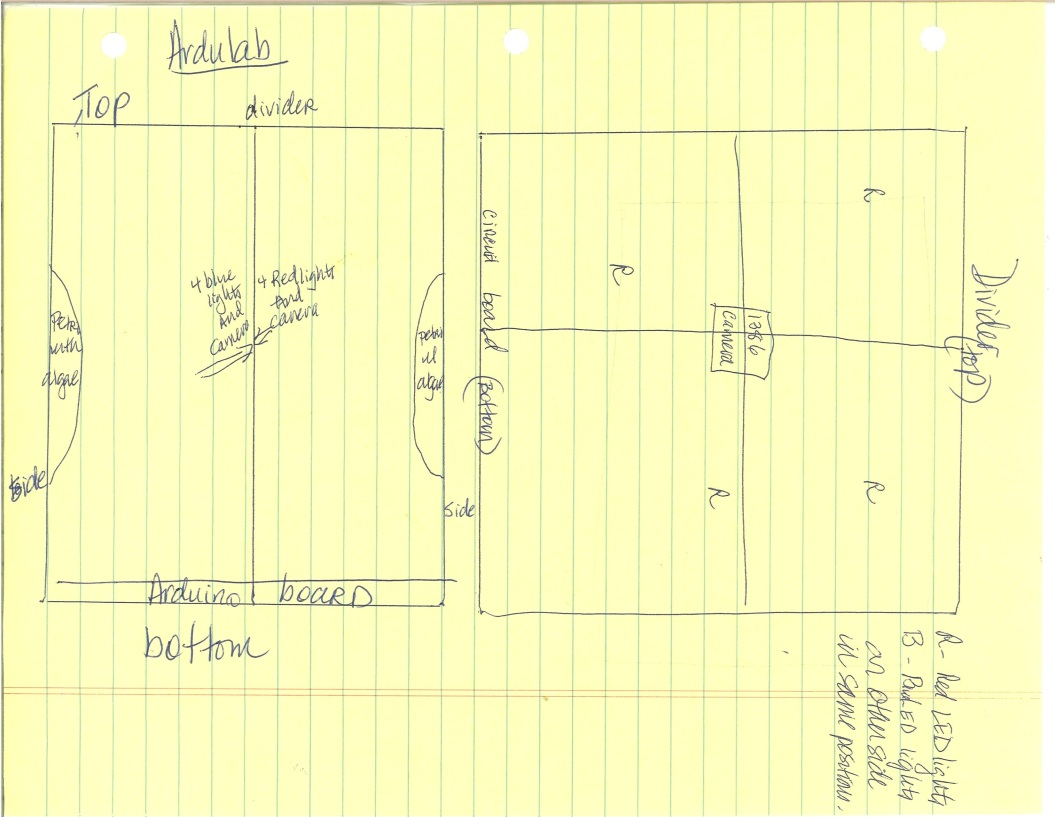 Ardulab
TOP
divider
4 blue
lights
And
Camera
4 Red lights
And
Camera
Petri
with
algae
Petri
w/
algae
side
side
Arduino board
bottom
Circuit board (bottom)
R
R
R
R
1386
Camera
Divider
(top)
R - Red LED lights
B - LED lights
on other side
in same position.